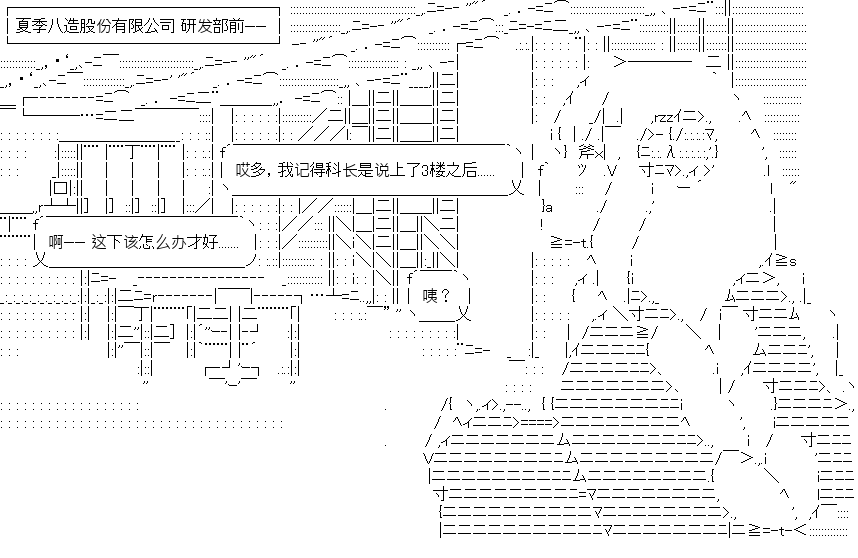 夏季八造股份有限公司 研发部前——
哎多，我记得科长是说上了3楼之后......
啊—— 这下该怎么办才好.......
咦？